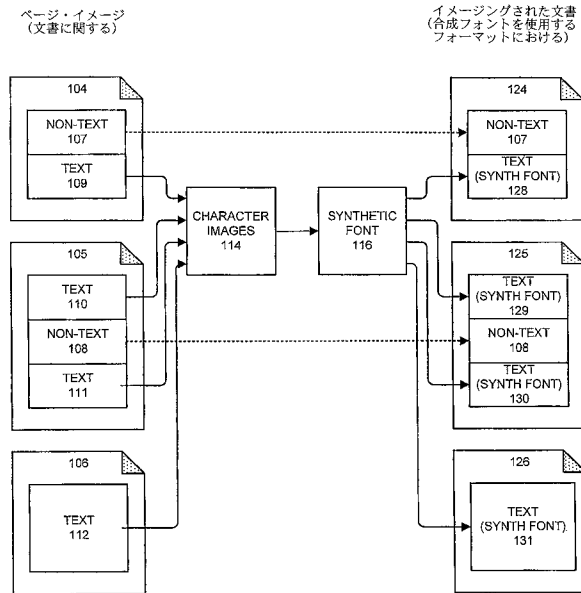 ページ・イメージ
(文書に関する)
イメージングされた文書
(合成フォントを使用する
フォーマットにおける)
104
NON-TEXT
107
TEXT
109
105
TEXT
110
NON-TEXT
108
TEXT
111
106
TEXT
112
CHARACTER
IMAGES
114
SYNTHETIC
FONT
116
124
NON-TEXT
107
TEXT
(SYNTH FONT)
128
125
TEXT
(SYNTH FONT)
129
NON-TEXT
108
TEXT
(SYNTH FONT)
130
126
TEXT
(SYNTH FONT)
131